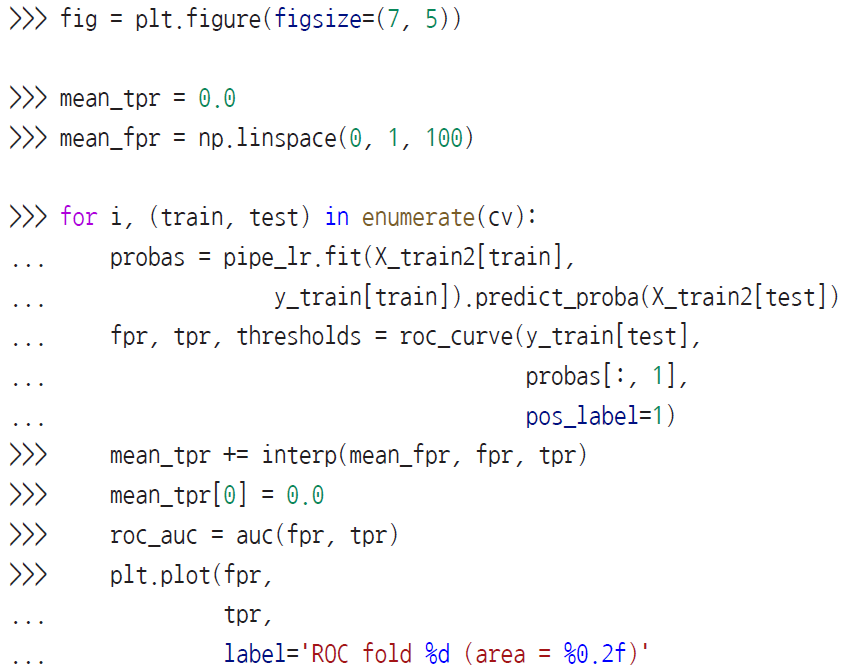 >>> fig = plt.figure(figsize=(7, 5))
>>> mean_tpr = 0.0
>>> mean_fpr = np.linspace(0, 1, 100)
>>> for i, (train, test) in enumerate(cv):
...     probas = pipe_lr.fit(X_train2[train],
...                  y_train[train]).predict_proba(X_train2[test])
...     fpr, tpr, thresholds = roc_curve(y_train[test],
...                                      probas[:, 1],
...                                      pos_label=1)
>>>     mean_tpr += interp(mean_fpr, fpr, tpr)
>>>     mean_tpr[0] = 0.0
>>>     roc_auc = auc(fpr, tpr)
>>>     plt.plot(fpr,
...              tpr,
...              label='ROC fold %d (area = %0.2f)'